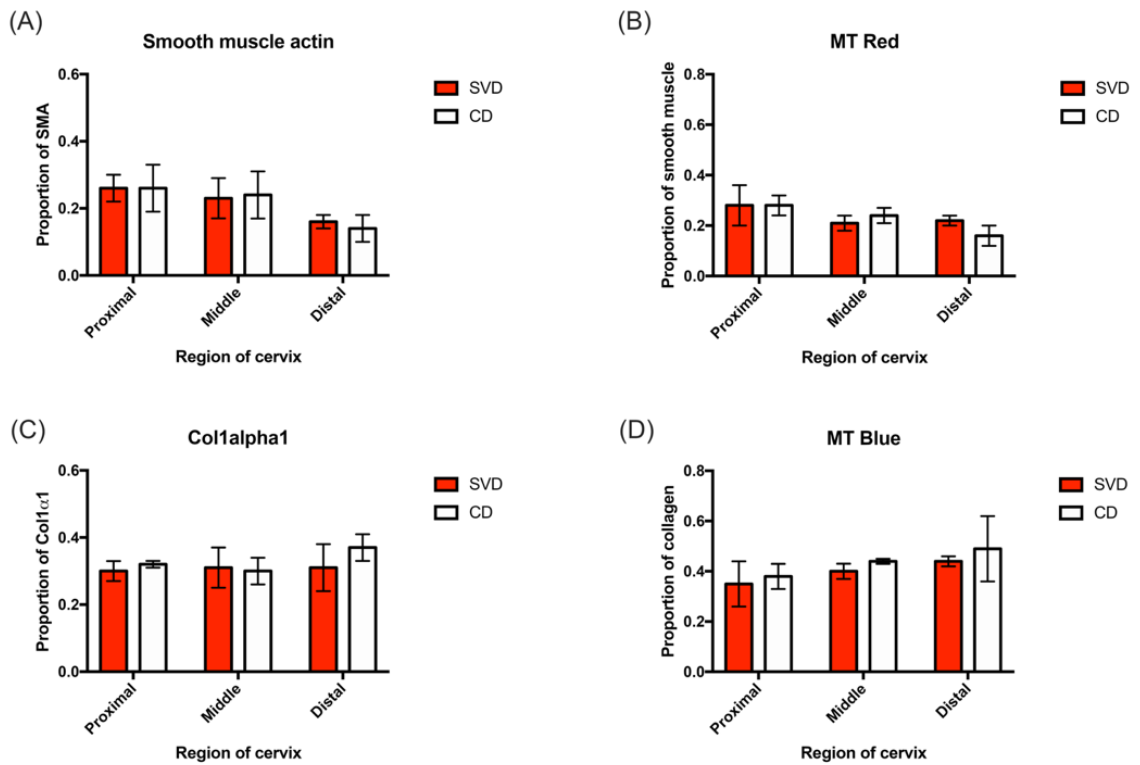 (A)
Smooth muscle actin
Proportion of SMA
0.6
0.4
0.2
0.0
Proximal
Middle
Distal
Region of cervix
SVD
CD
(B)
MT Red
Proportion of smooth muscle
0.8
0.6
0.4
0.2
0.0
Proximal
Middle
Distal
Region of cervix
SVD
CD
(C)
Col1alpha1
Proportion of Col1α1
0.6
0.4
0.2
0.0
Proximal
Middle
Distal
Region of cervix
SVD
CD
(D)
MT Blue
Proportion of collagen
0.8
0.6
0.4
0.2
0.0
Proximal
Middle
Distal
Region of cervix
SVD
CD